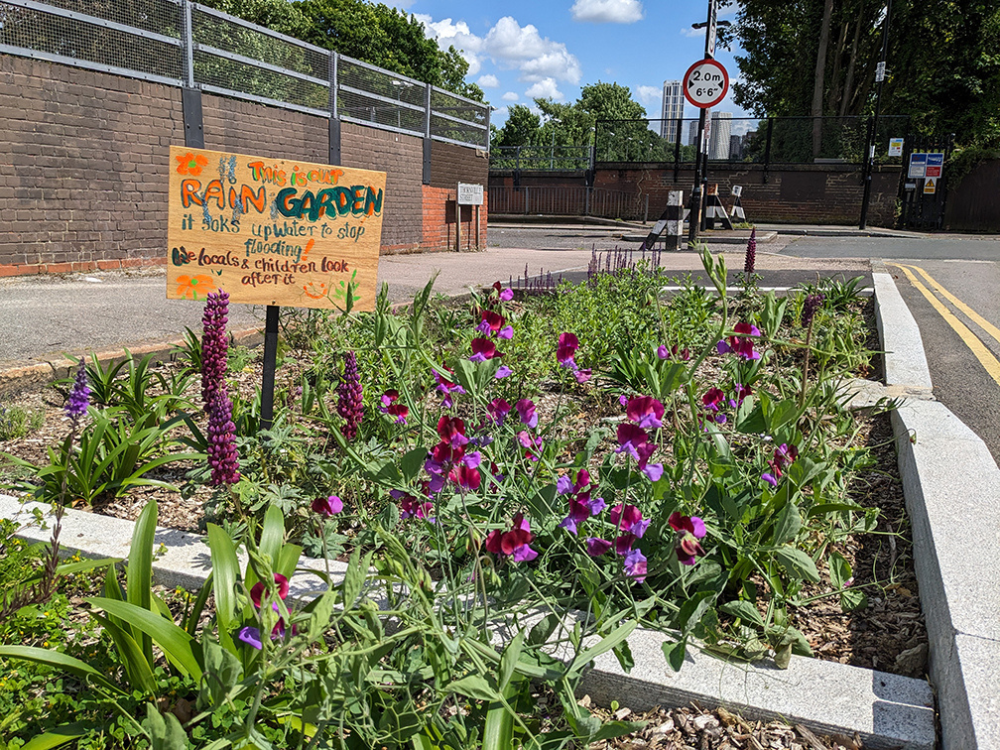 This is our
RAIN GARDEN
it soks up water to stop
flooding!
We locals & children look
after it
2.0m
6'-6"